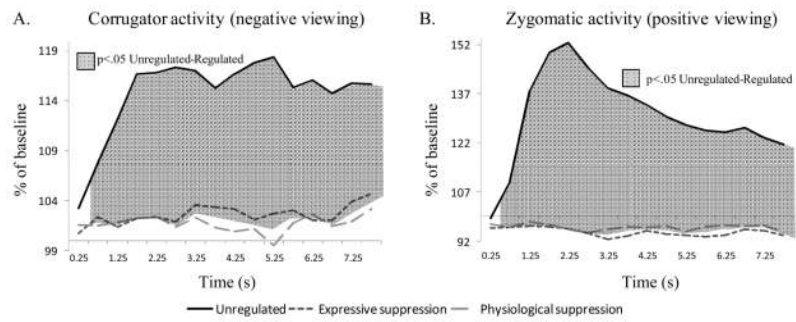 A. Corrugator activity (negative viewing)
p<.05 Unregulated-Regulated
% of baseline
119
114
109
104
99
0.25 1.25 2.25 3.25 4.25 5.25 6.25 7.25
Time (s)
B. Zygomatic activity (positive viewing)
p<.05 Unregulated-Regulated
% of baseline
152
137
122
107
92
0.25 1.25 2.25 3.25 4.25 5.25 6.25 7.25
Time (s)
Unregulated Expressive suppression Physiological suppression